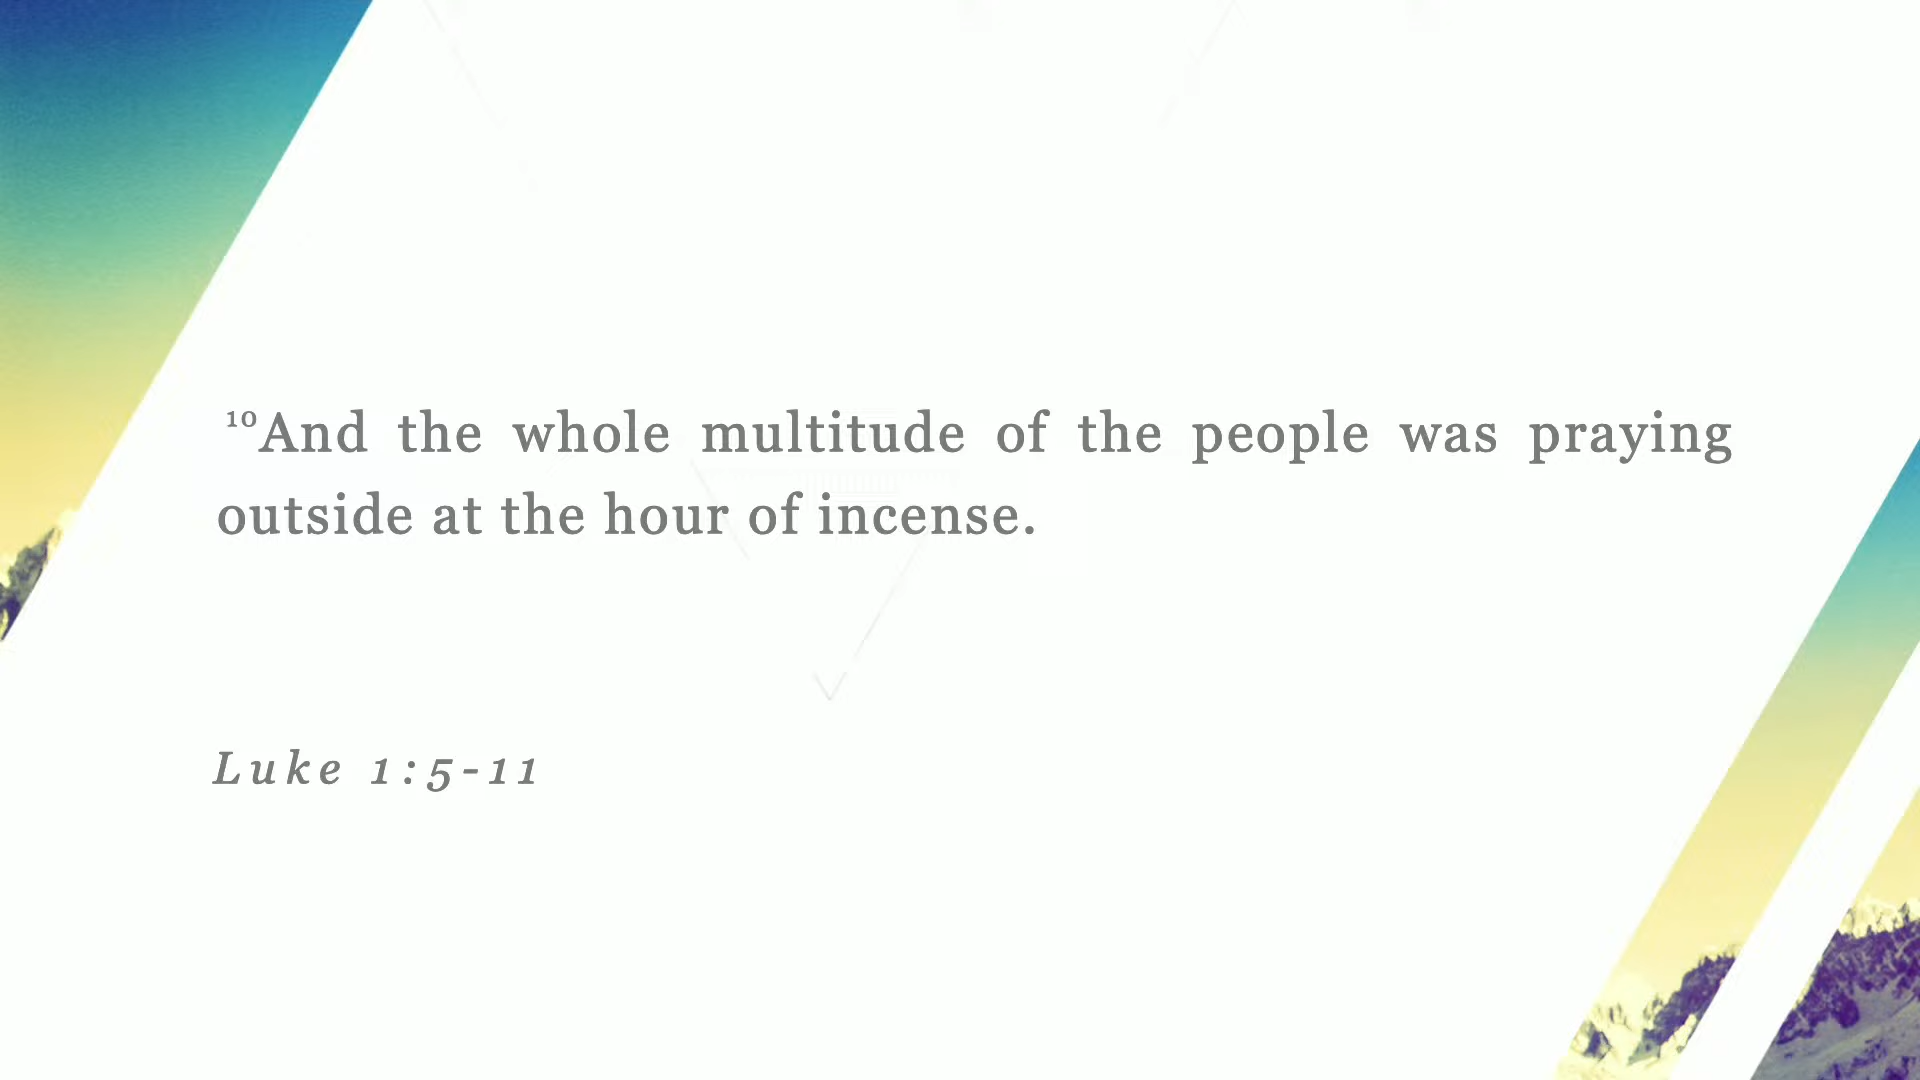 ¹⁰And the whole multitude of the people was praying
outside at the hour of incense.
Luke 1:5-11